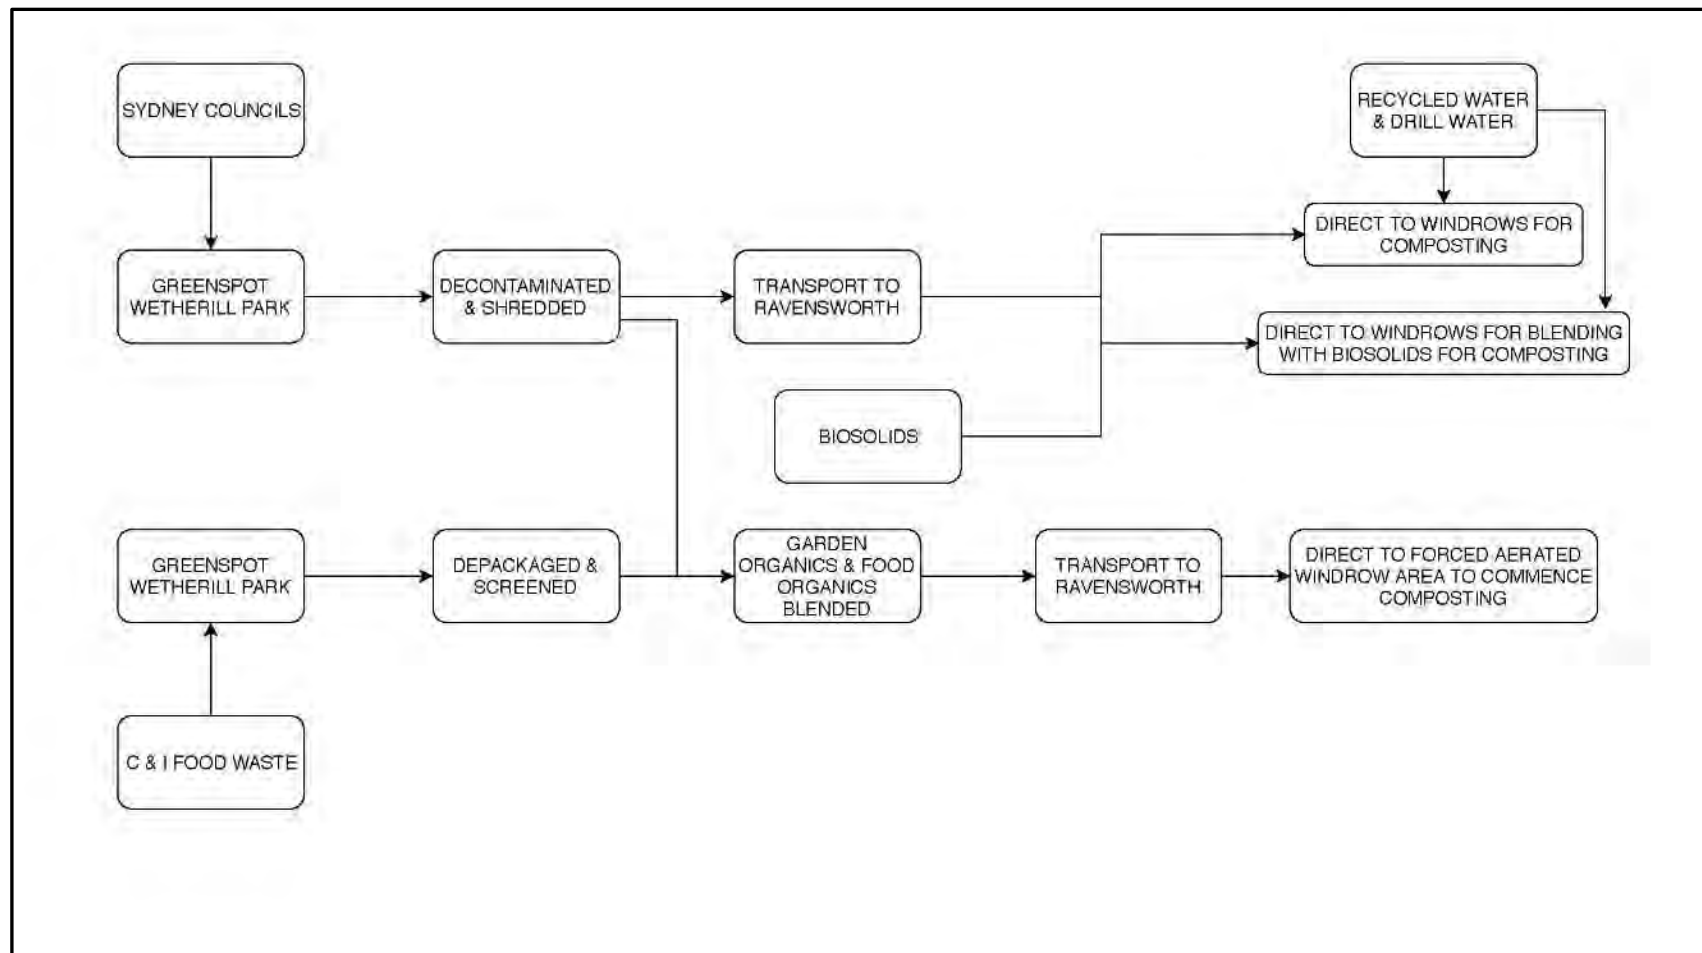 SYDNEY COUNCILS
RECYCLED WATER
& DRILL WATER
DIRECT TO WINDROWS FOR
COMPOSTING
GREENSPOT
WETHERILL PARK
DECONTAMINATED
& SHREDDED
TRANSPORT TO
RAVENSWORTH
DIRECT TO WINDROWS FOR BLENDING
WITH BIOSOLIDS FOR COMPOSTING
BIOSOLIDS
GREENSPOT
WETHERILL PARK
DEPACKAGED &
SCREENED
GARDEN
ORGANICS & FOOD
ORGANICS
BLENDED
TRANSPORT TO
RAVENSWORTH
DIRECT TO FORCED AERATED
WINDROW AREA TO COMMENCE
COMPOSTING
C & I FOOD WASTE